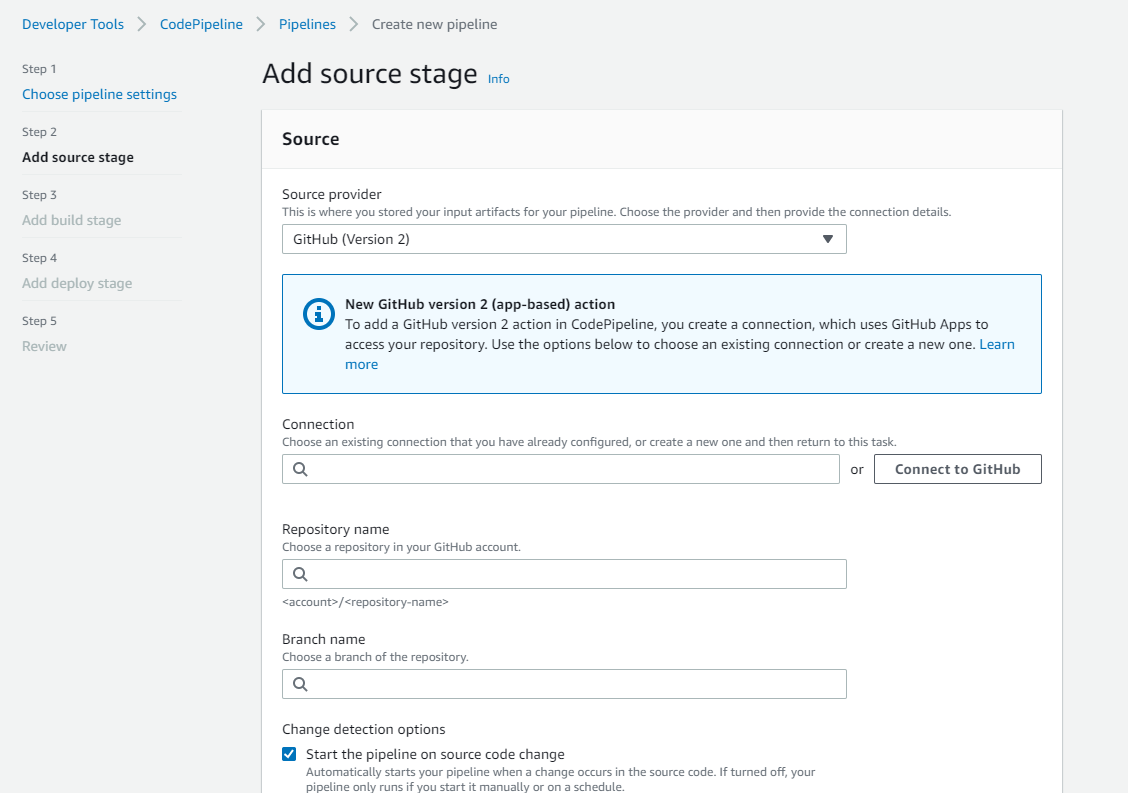 Developer Tools > CodePipeline > Pipelines > Create new pipeline
Step 1
Choose pipeline settings
Step 2
Add source stage
Step 3
Add build stage
Step 4
Add deploy stage
Step 5
Review
Add source stage Info
Source
Source provider
This is where you stored your input artifacts for your pipeline. Choose the provider and then provide the connection details.
GitHub (Version 2)
New GitHub version 2 (app-based) action
To add a GitHub version 2 action in CodePipeline, you create a connection, which uses GitHub Apps to
access your repository. Use the options below to choose an existing connection or create a new one. Learn
more
Connection
Choose an existing connection that you have already configured, or create a new one and then return to this task.
or Connect to GitHub
Repository name
Choose a repository in your GitHub account.
<account>/<repository-name>
Branch name
Choose a branch of the repository.
Change detection options
Start the pipeline on source code change
Automatically starts your pipeline when a change occurs in the source code. If turned off, your
pipeline only runs if you start it manually or on a schedule.